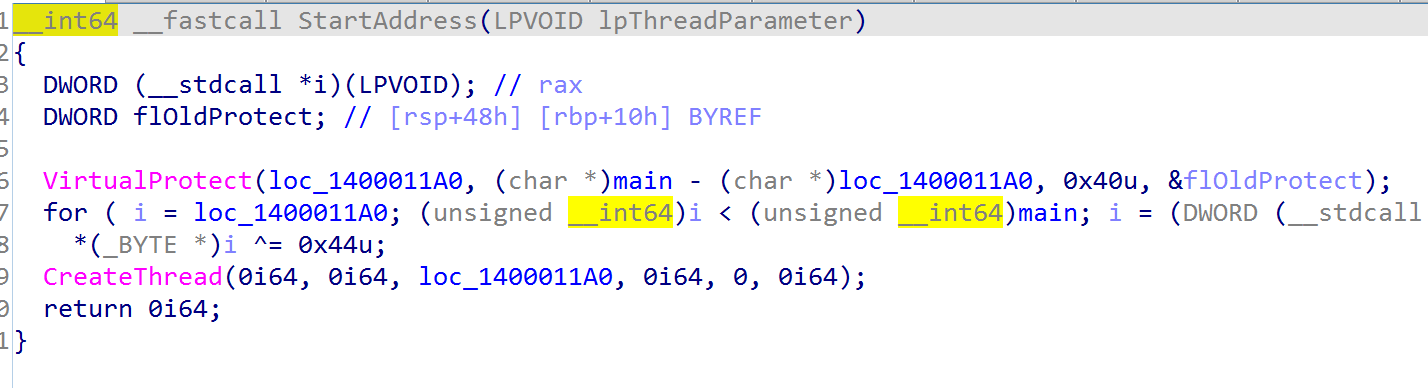 1 __int64 __fastcall StartAddress(LPVOID lpThreadParameter)
2 {
3 DWORD (__stdcall *i)(LPVOID); // rax
4 DWORD flOldProtect; // [rsp+48h] [rbp+10h] BYREF
5
6 VirtualProtect(loc_1400011A0, (char *)main - (char *)loc_1400011A0, 0x40u, &flOldProtect);
7 for ( i = loc_1400011A0; (unsigned __int64)i < (unsigned __int64)main; i = (DWORD (__stdcall
8 *(_BYTE *)i ^= 0x44u;
9 CreateThread(0i64, 0i64, loc_1400011A0, 0i64, 0, 0i64);
0 return 0i64;
1 }